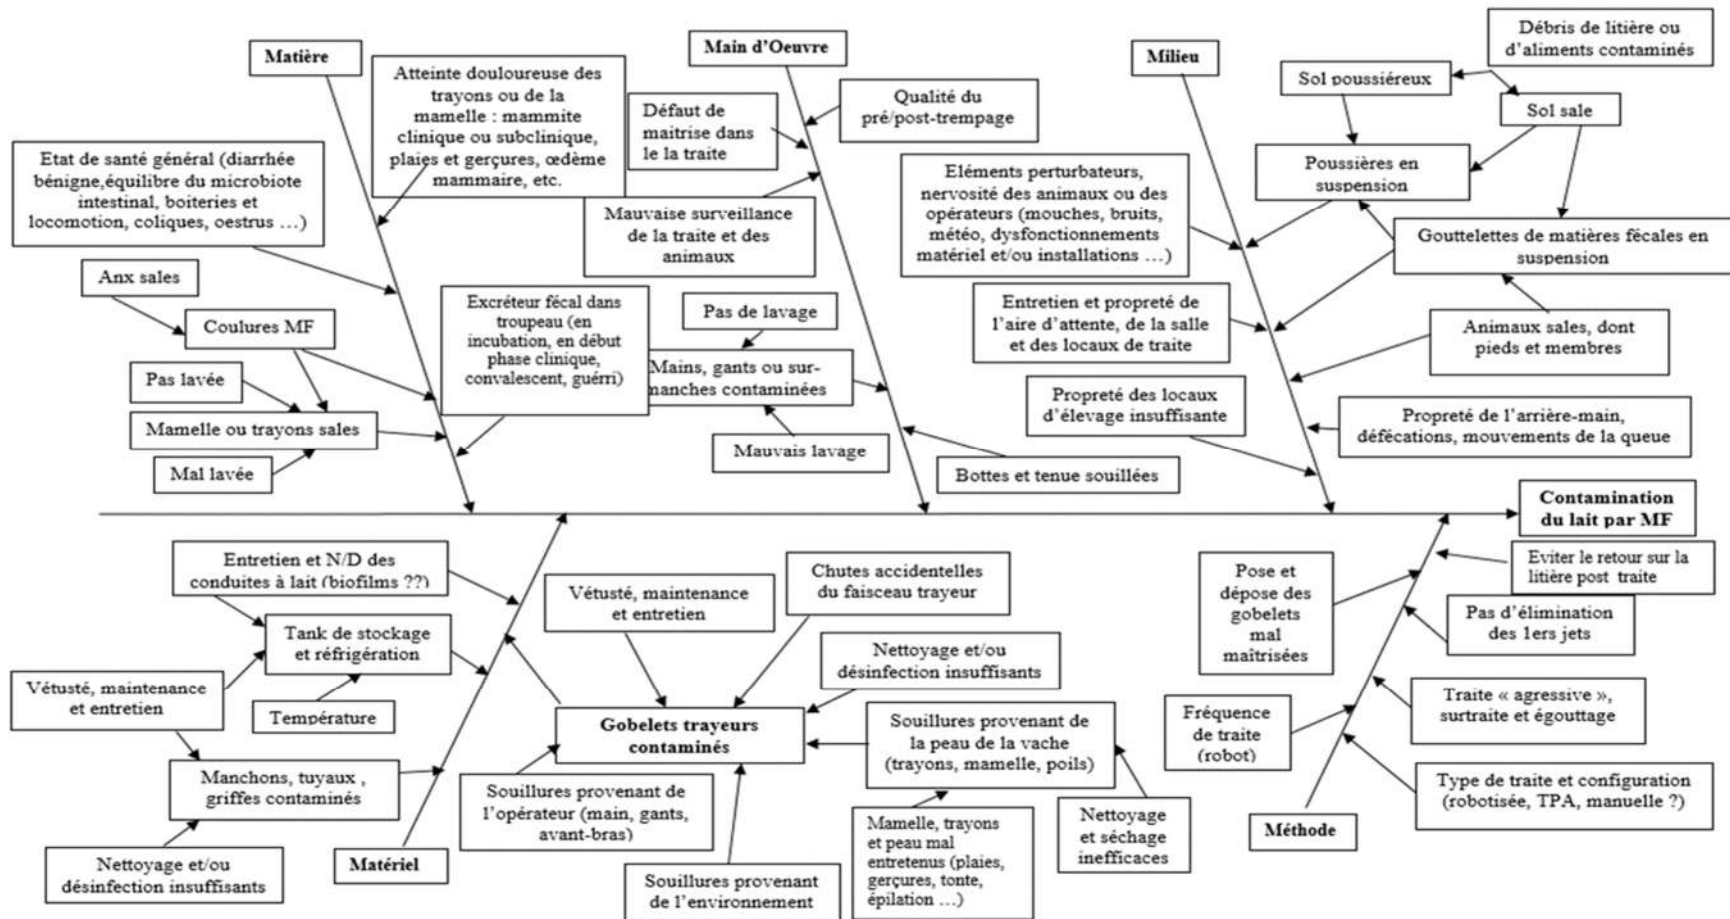 Matière
Atteinte douloureuse des
trayons ou de la
mamelle : mammite
clinique ou subclinique,
plaies et gerçures, œdème
mammaire, etc.
Etat de santé général (diarrhée
bénigne,équilibre du microbiote
intestinal, boiteries et
locomotion, coliques, oestrus …)
Anx sales
Coulures MF
Pas lavée
Mamelle ou trayons sales
Mal lavée
Excréteur fécal dans
troupeau (en
incubation, en début
phase clinique,
convalescent, guérri)
Main d'Oeuvre
Défaut de
maitrise dans
le la traite
Qualité du
pré/post-trempage
Mauvaise surveillance
de la traite et des
animaux
Pas de lavage
Mains, gants ou sur-
manches contaminées
Mauvais lavage
Bottes et tenue souillées
Milieu
Débris de litière ou
d'aliments contaminés
Sol poussiéreux
Sol sale
Poussières en
suspension
Eléments perturbateurs,
nervosité des animaux ou des
opérateurs (mouches, bruits,
météo, dysfonctionnements
matériel et/ou installations …)
Gouttelettes de matières fécales en
suspension
Entretien et propreté de
l'aire d'attente, de la salle
et des locaux de traite
Animaux sales, dont
pieds et membres
Propreté des locaux
d'élevage insuffisante
Propreté de l'arrière-main,
défécations, mouvements de la queue
Contamination
du lait par MF
Entretien et N/D des
conduites à lait (biofilms ??)
Tank de stockage
et réfrigération
Vétusté, maintenance
et entretien
Température
Manchons, tuyaux ,
griffes contaminés
Nettoyage et/ou
désinfection insuffisants
Matériel
Vétusté, maintenance
et entretien
Chutes accidentelles
du faisceau trayeur
Nettoyage et/ou
désinfection insuffisants
Gobelets trayeurs
contaminés
Souillures provenant de
la peau de la vache
(trayons, mamelle, poils)
Souillures provenant de
l'opérateur (main, gants,
avant-bras)
Souillures provenant
de l'environnement
Mamelle, trayons
et peau mal
entretenus (plaies,
gerçures, tonte,
épilation …)
Nettoyage
et séchage
inefficaces
Pose et
dépose des
gobelets
mal
maîtrisées
Eviter le retour sur la
litière post traite
Pas d'élimination
des 1ers jets
Fréquence
de traite
(robot)
Traite « agressive »,
surtraite et égouttage
Type de traite et configuration
(robotisée, TPA, manuelle ?)
Méthode